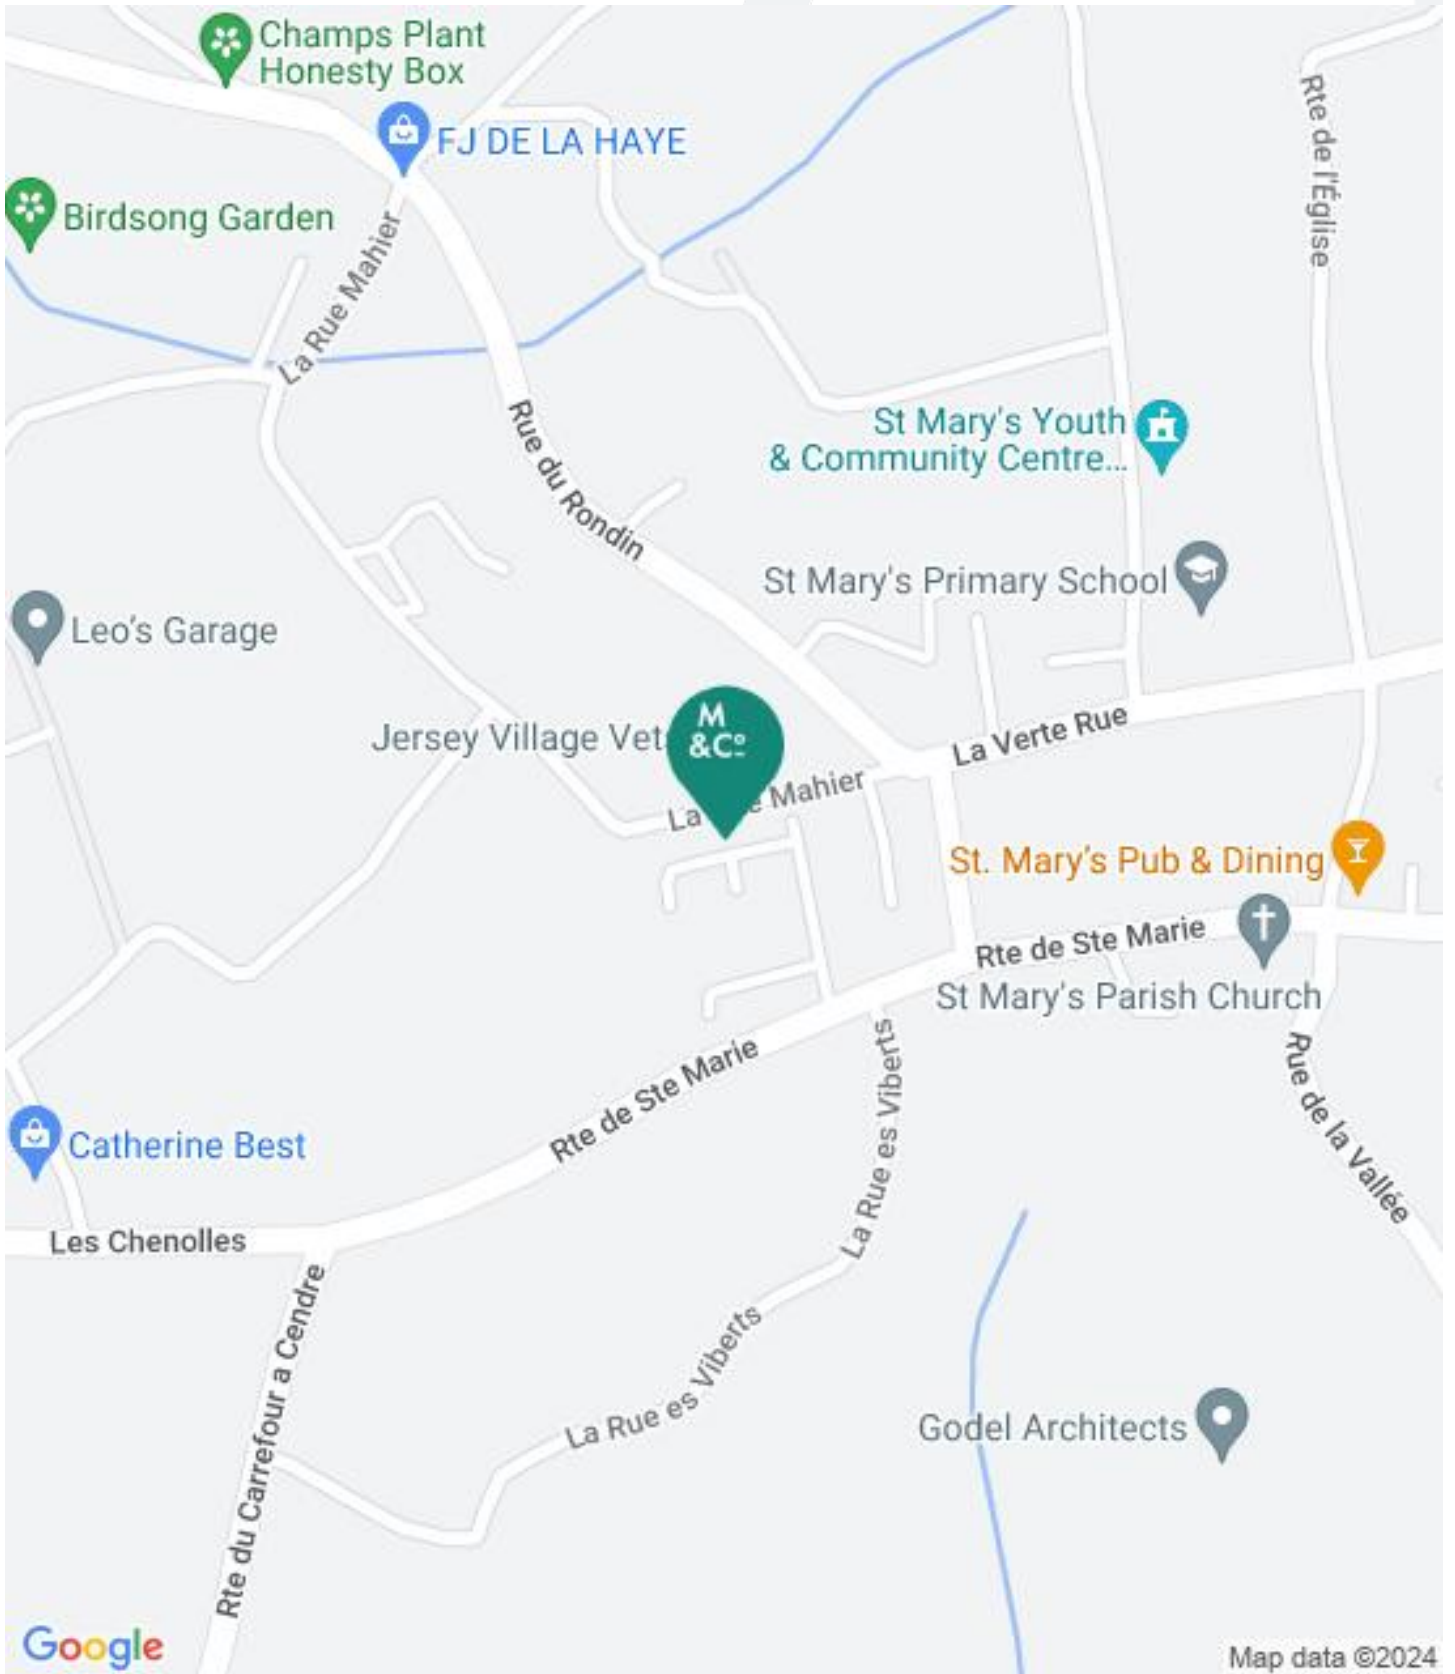 Champs Plant
Honesty Box
FJ DE LA HAYE
Rte de l'Église
Birdsong Garden
La Rue Mahier
Rue du Rondin
St Mary's Youth
& Community Centre...
St Mary's Primary School
Leo's Garage
Jersey Village Vet
M
&Cº
La Verte Rue
La
Mahier
St. Mary's Pub & Dining
Rte de Ste Marie
St Mary's Parish Church
Rte de Ste Marie
La Rue es Viberts
Rue de la Vallée
Catherine Best
Les Chenolles
Rte du Carrefour a Cendre
La Rue es Viberts
Godel Architects
Google
Map data ©2024